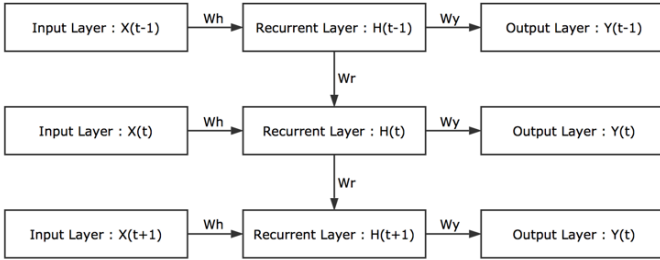 Input Layer : X(t-1) Wh Recurrent Layer : H(t-1) Wy Output Layer : Y(t-1)
Wr
Input Layer : X(t) Wh Recurrent Layer : H(t) Wy Output Layer : Y(t)
Wr
Input Layer : X(t+1) Wh Recurrent Layer : H(t+1) Wy Output Layer : Y(t)